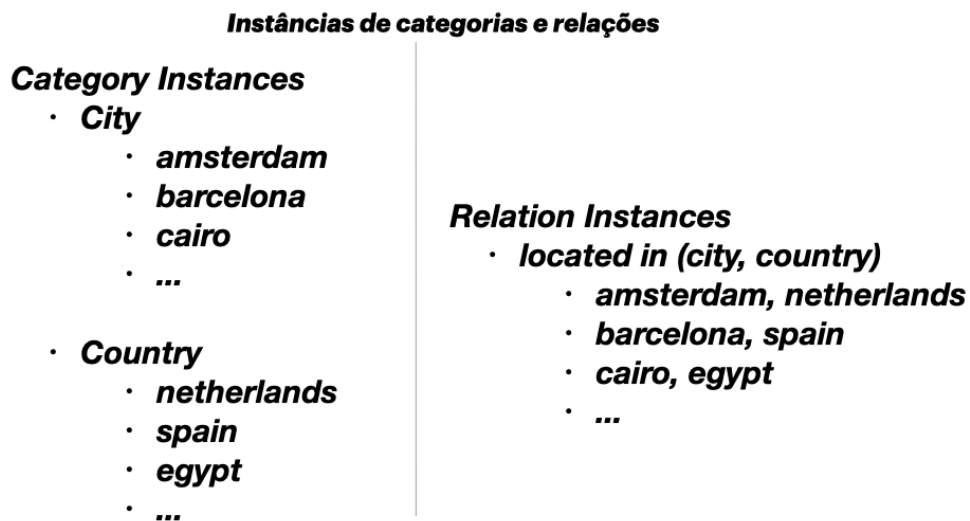 Instâncias de categorias e relações
Category Instances
· City
· amsterdam
· barcelona
· cairo
· ...
· Country
· netherlands
· spain
· egypt
· ...
Relation Instances
· located in (city, country)
· amsterdam, netherlands
· barcelona, spain
· cairo, egypt
· ...